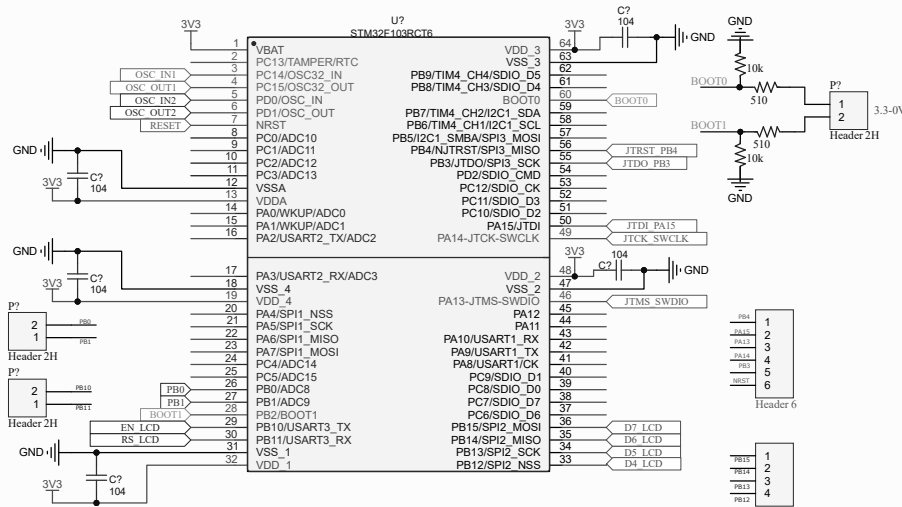 U?
STM32F103RCT6
3V3
1 VBAT
2 PC13/TAMPER/RTC
OSC_IN1 3 PC14/OSC32_IN
OSC_OUT1 4 PC15/OSC32_OUT
OSC_IN2 5 PD0/OSC_IN
OSC_OUT2 6 PD1/OSC_OUT
RESET 7 NRST
8 PC0/ADC10
9 PC1/ADC11
10 PC2/ADC12
11 PC3/ADC13
12 VSSA
13 VDDA
14 PA0/WKUP/ADC0
15 PA1/WKUP/ADC1
16 PA2/USART2_TX/ADC2
GND
C?
104
3V3
17 PA3/USART2_RX/ADC3
18 VSS_4
19 VDD_4
20 PA4/SPI1_NSS
21 PA5/SPI1_SCK
22 PA6/SPI1_MISO
23 PA7/SPI1_MOSI
24 PC4/ADC14
25 PC5/ADC15
PB0 26 PB0/ADC8
PB1 27 PB1/ADC9
BOOT1 28 PB2/BOOT1
EN_LCD 29 PB10/USART3_TX
RS_LCD 30 PB11/USART3_RX
31 VSS_1
32 VDD_1
GND
C?
104
3V3
P?
2 PB0
1 PB1
Header 2H
P?
2 PB10
1 PB11
Header 2H
GND
C?
104
3V3
3V3
C?
104
GND
VDD_3 64
VSS_3 63
PB9/TIM4_CH4/SDIO_D5 62
PB8/TIM4_CH3/SDIO_D4 61
BOOT0 60 BOOT0
PB7/TIM4_CH2/I2C1_SDA 59
PB6/TIM4_CH1/I2C1_SCL 58
PB5/I2C1_SMBA/SPI3_MOSI 57
PB4/NJTRST/SPI3_MISO 56 JTRST_PB4
PB3/JTDO/SPI3_SCK 55 JTDO_PB3
PD2/SDIO_CMD 54
PC12/SDIO_CK 53
PC11/SDIO_D3 52
PC10/SDIO_D2 51
PA15/JTDI 50 JTDI_PA15
PA14-JTCK-SWCLK 49 JTCK_SWCLK
3V3
C?
104
GND
VDD_2 48
VSS_2 47
PA13-JTMS-SWDIO 46 JTMS_SWDIO
PA12 45
PA11 44
PA10/USART1_RX 43
PA9/USART1_TX 42
PA8/USART1/CK 41
PC9/SDIO_D1 40
PC8/SDIO_D0 39
PC7/SDIO_D7 38
PC6/SDIO_D6 37
PB15/SPI2_MOSI 36 D7_LCD
PB14/SPI2_MISO 35 D6_LCD
PB13/SPI2_SCK 34 D5_LCD
PB12/SPI2_NSS 33 D4_LCD
GND
10k
BOOT0
510
P?
1
2
3.3-0V
Header 2H
BOOT1
510
10k
GND
PB4 1
PA15 2
PA13 3
PA14 4
PB3 5
NRST 6
Header 6
PB15 1
PB14 2
PB13 3
PB12 4